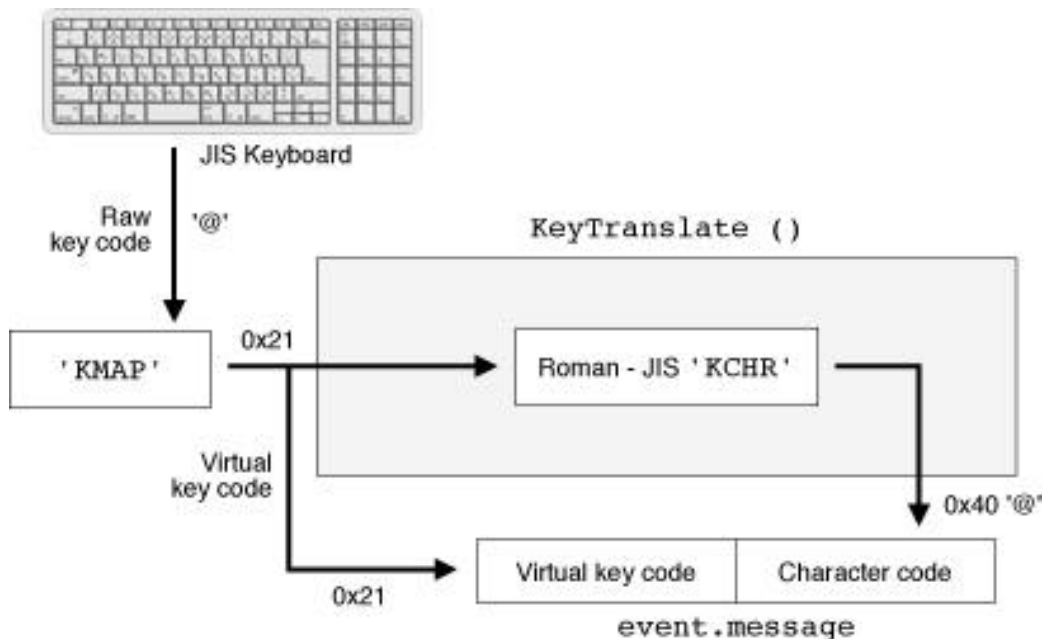 JIS Keyboard
Raw
key code
'@'
KeyTranslate ()
'KMAP'
0x21
Roman - JIS 'KCHR'
Virtual
key code
0x40 '@'
0x21
Virtual key code
Character code
event.message